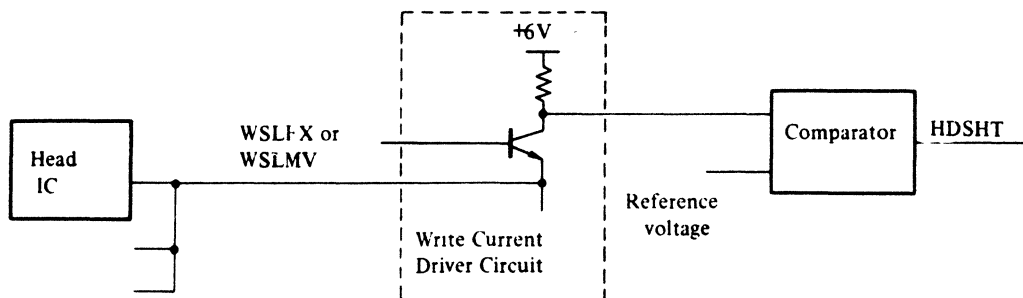 +6V
Head
IC
WSLFX or
WSLMV
Comparator
HDSHT
Reference
voltage
Write Current
Driver Circuit